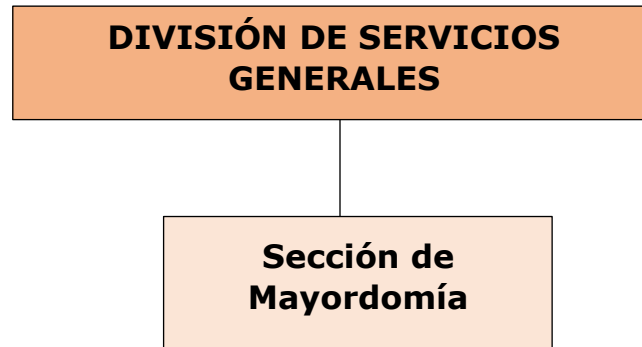 DIVISIÓN DE SERVICIOS
GENERALES
Sección de
Mayordomía